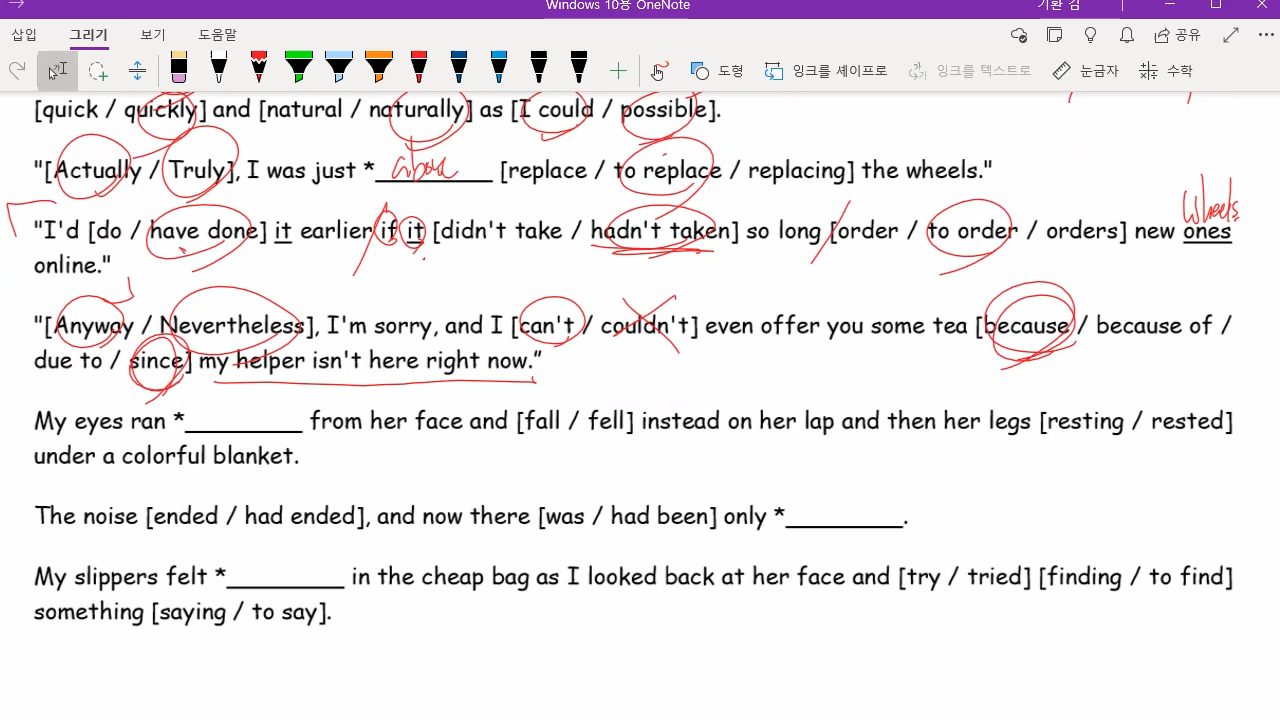 Windows 10용 OneNote
기환 김
삽입 그리기 보기 도움말
공유
도형 잉크를 셰이프로 잉크를 텍스트로 눈금자 수학
[quick / quickly] and [natural / naturally] as [I could / possible].
"[Actually / Truly], I was just *about [replace / to replace / replacing] the wheels."
wheels
"I'd [do / have done] it earlier if it [didn't take / hadn't taken] so long [order / to order / orders] new ones
online."
"[Anyway / Nevertheless], I'm sorry, and I [can't / couldn't] even offer you some tea [because / because of /
due to / since] my helper isn't here right now.”
My eyes ran *__________ from her face and [fall / fell] instead on her lap and then her legs [resting / rested]
under a colorful blanket.
The noise [ended / had ended], and now there [was / had been] only *__________.
My slippers felt *__________ in the cheap bag as I looked back at her face and [try / tried] [finding / to find]
something [saying / to say].